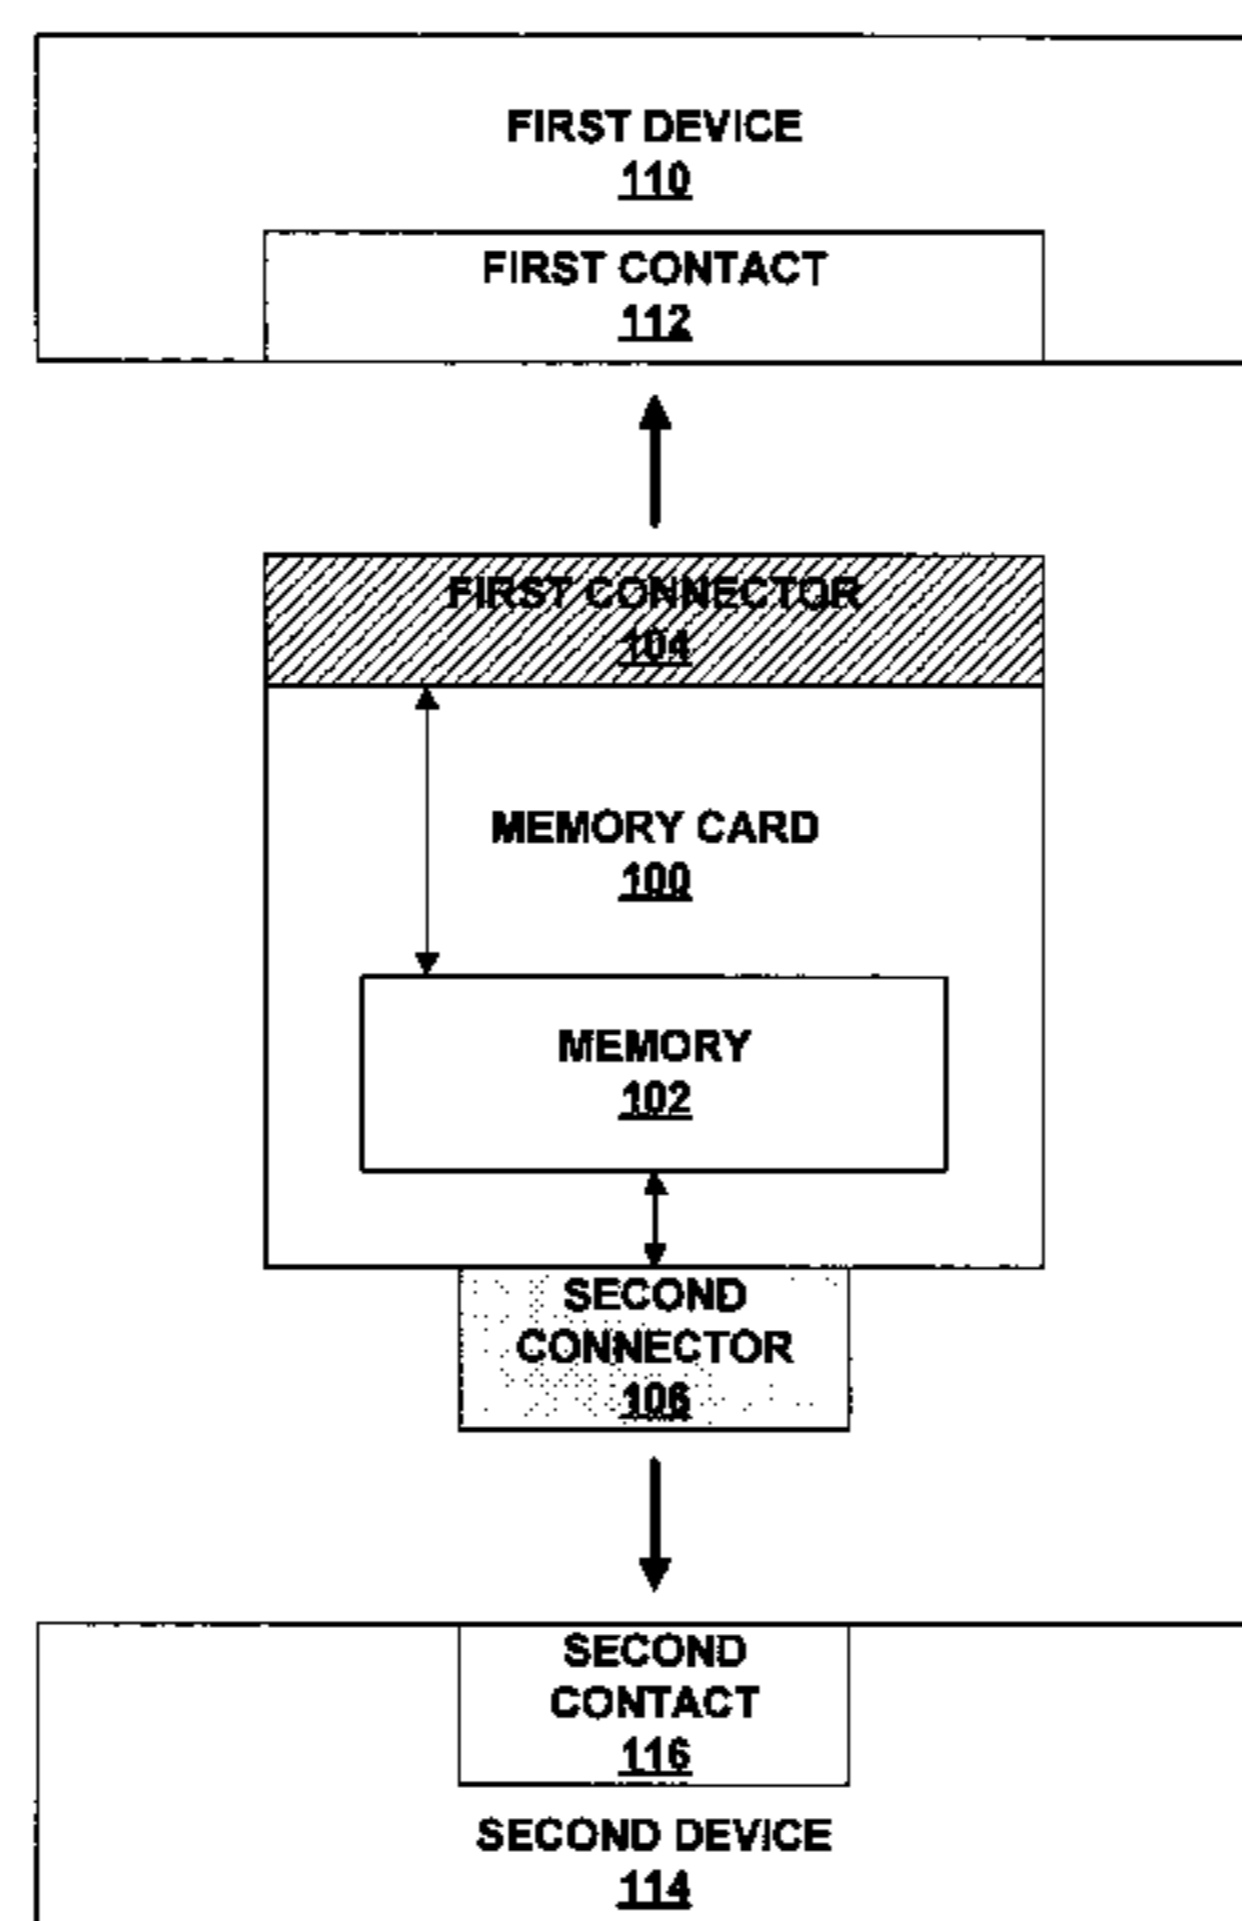 FIRST DEVICE
110
FIRST CONTACT
112
FIRST CONNECTOR
104
MEMORY CARD
100
MEMORY
102
SECOND
CONNECTOR
106
SECOND
CONTACT
116
SECOND DEVICE
114